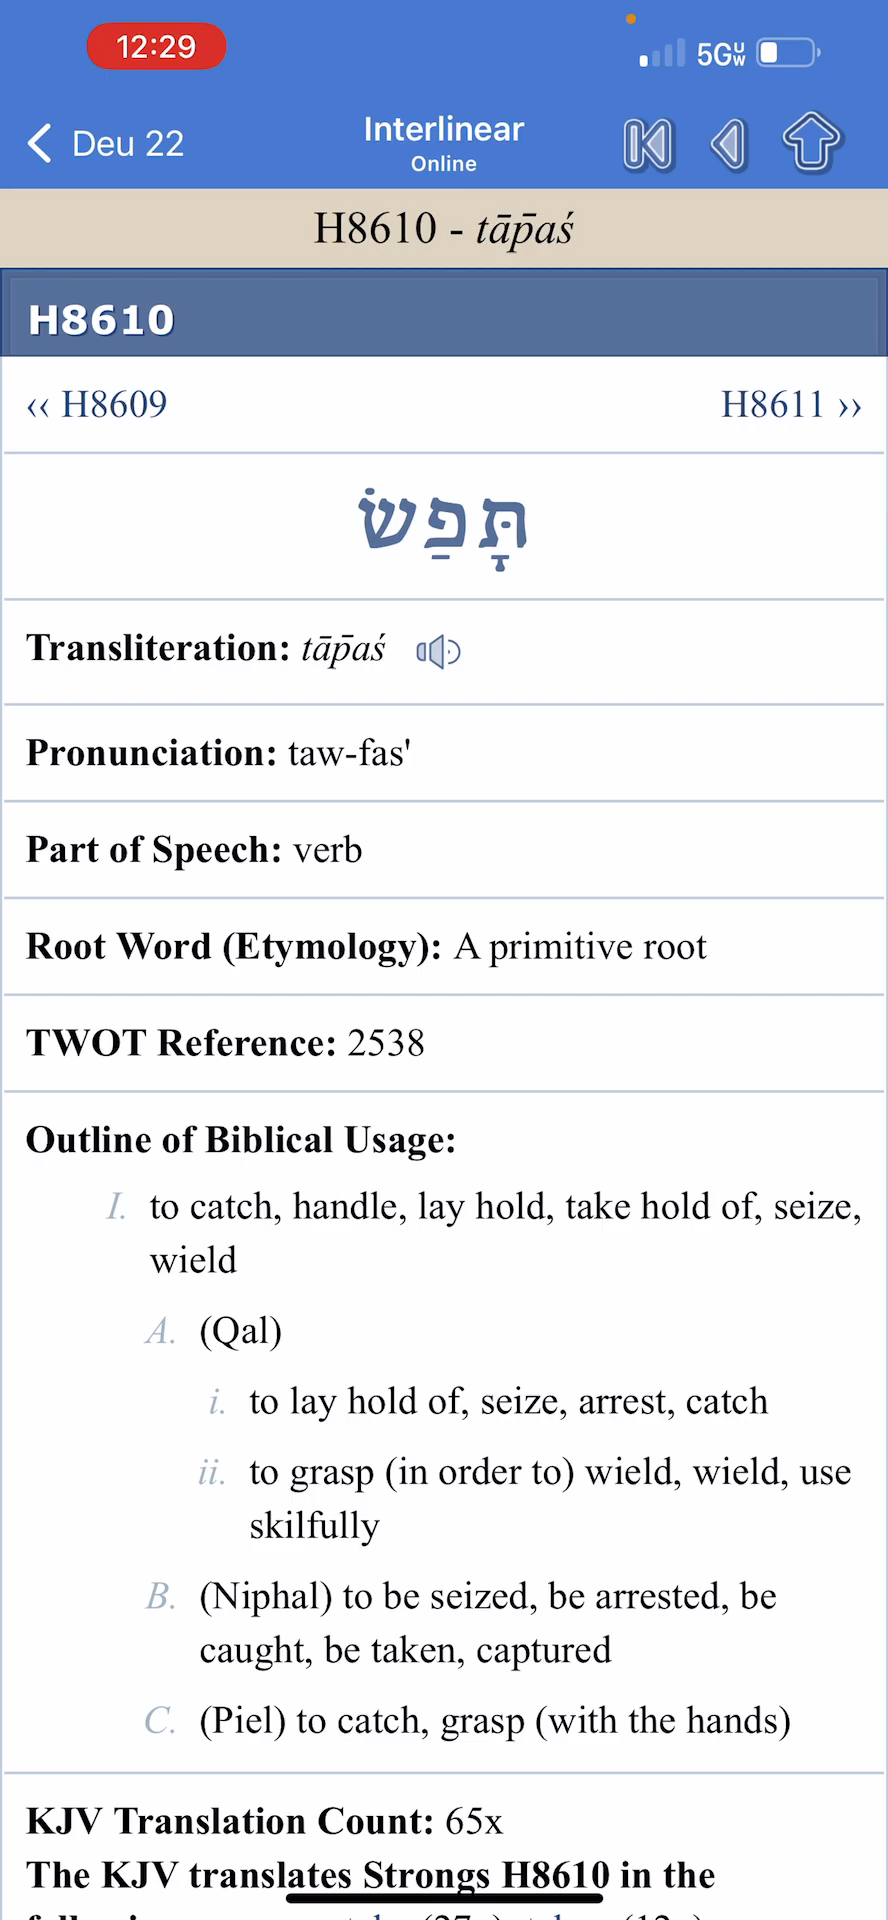 12:29
5GUW
Deu 22
Interlinear
Online
H8610 - tāp̄aś
H8610
‹‹ H8609
H8611 ››
תָּפַשׂ
Transliteration: tāp̄aś
Pronunciation: taw-fas'
Part of Speech: verb
Root Word (Etymology): A primitive root
TWOT Reference: 2538
Outline of Biblical Usage:
I. to catch, handle, lay hold, take hold of, seize,
wield
A. (Qal)
i. to lay hold of, seize, arrest, catch
ii. to grasp (in order to) wield, wield, use
skilfully
B. (Niphal) to be seized, be arrested, be
caught, be taken, captured
C. (Piel) to catch, grasp (with the hands)
KJV Translation Count: 65x
The KJV translates Strongs H8610 in the